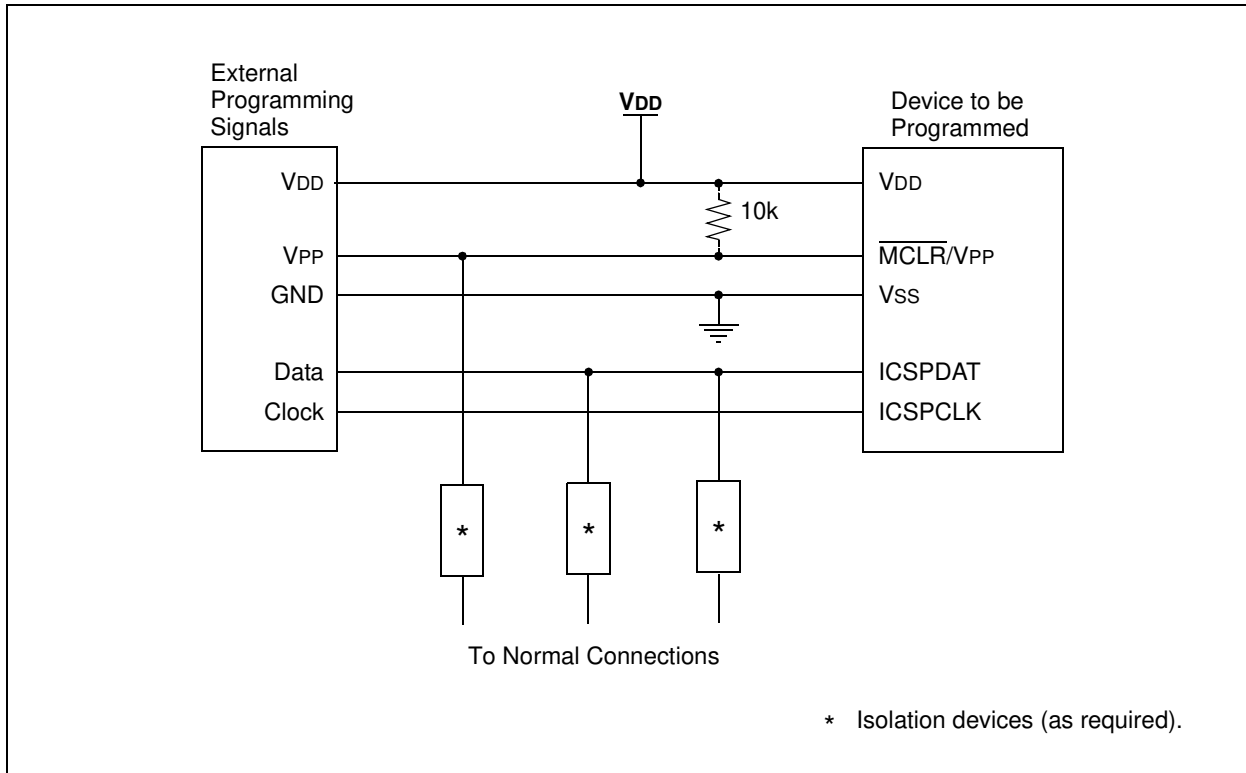 External
Programming
Signals
VDD
Device to be
Programmed
VDD
VDD
10k
VPP
MCLR/VPP
GND
VSS
Data
ICSPDAT
Clock
ICSPCLK
*
*
*
To Normal Connections
* Isolation devices (as required).